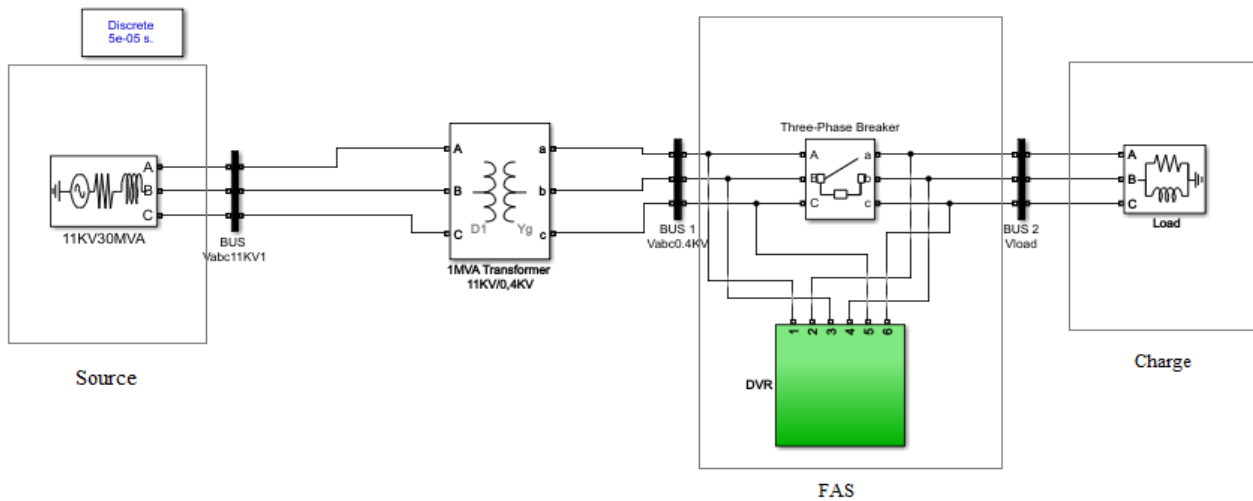 Discrete
5e-05 s.
A
B
C
11KV30MVA
BUS
Vabc11KV1
A
B
C
a
b
c
D1
Yg
1MVA Transformer
11KV/0,4KV
BUS 1
Vabc0.4KV
Three-Phase Breaker
A
B
C
a
b
c
BUS 2
Vload
A
B
C
Load
1
2
3
4
5
6
DVR
Source
FAS
Charge